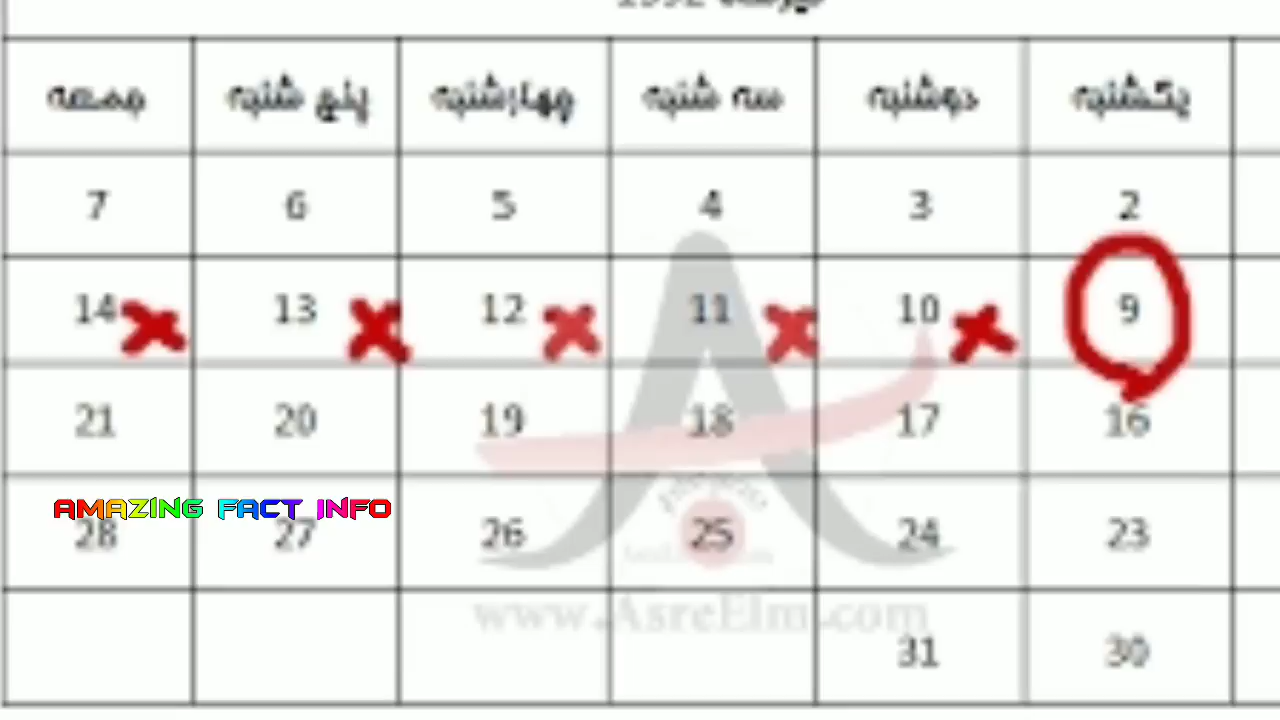 یکشنبه دوشنبه سه شنبه چهارشنبه پنج شنبه جمعه
2 3 4 5 6 7
9 10 11 12 13 14
16 17 18 19 20 21
AMAZING FACT INFO
23 24 25 26 27 28
www.AsreElm.com
30 31